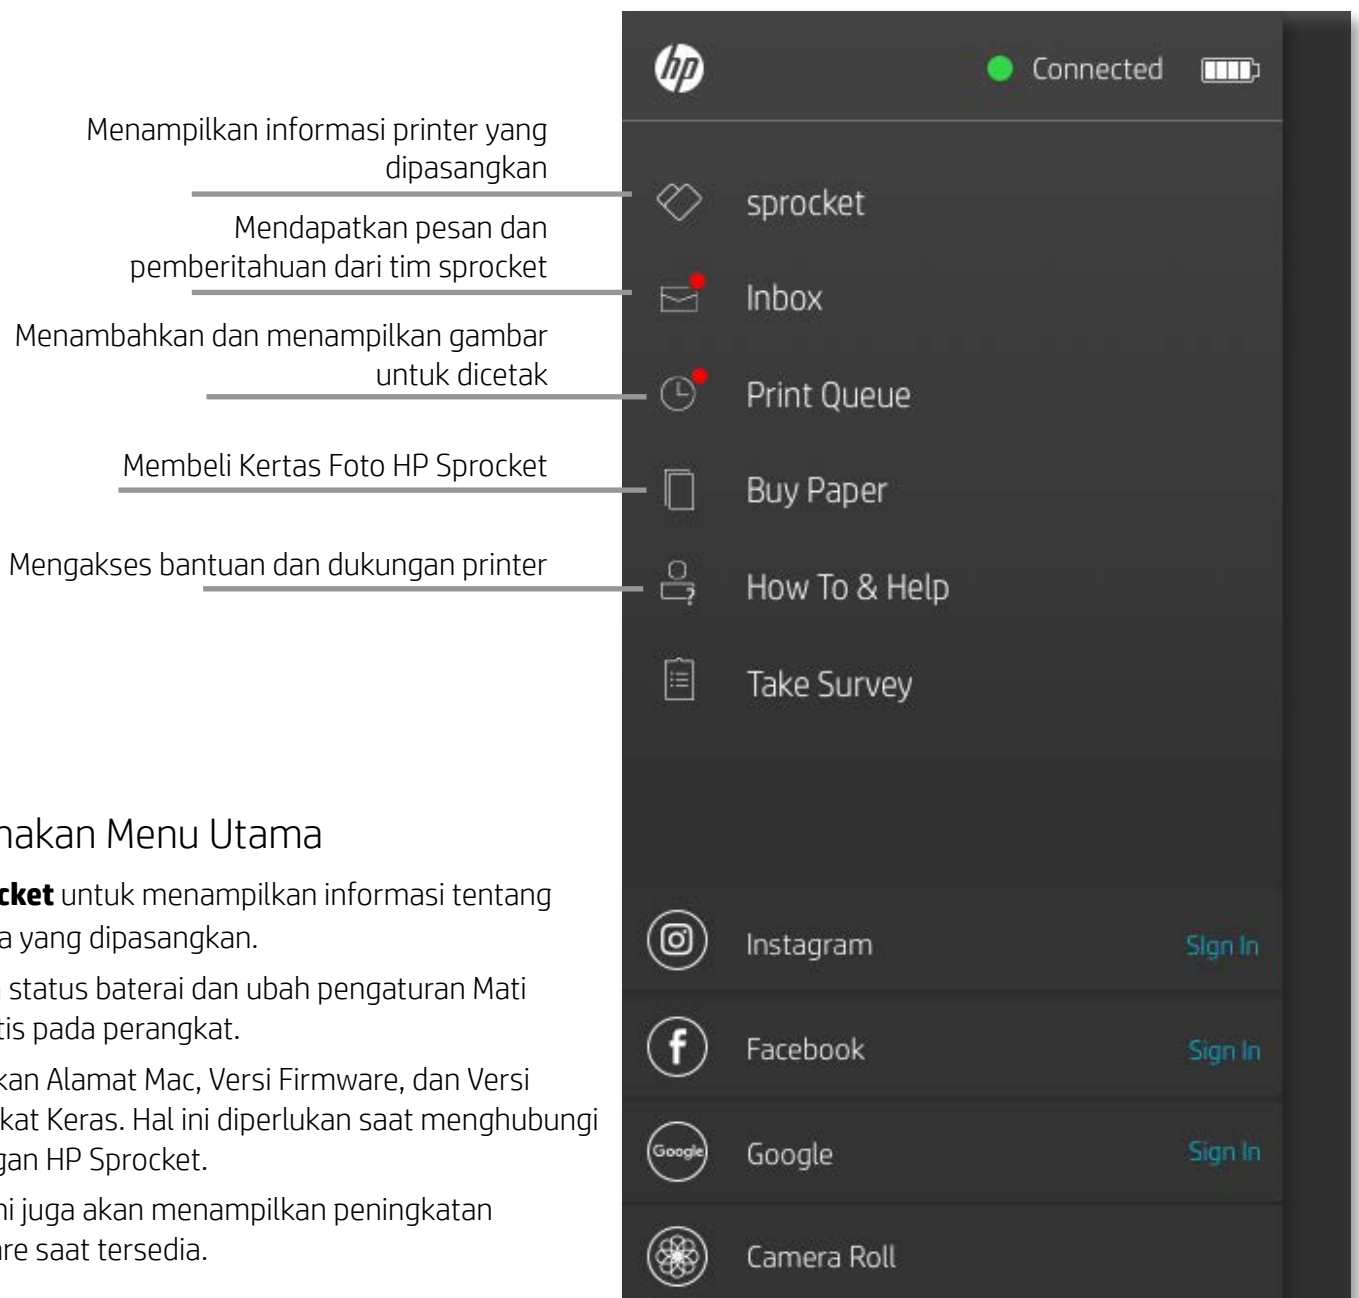 hp
Connected
Menampilkan informasi printer yang
dipasangkan
sprocket
Mendapatkan pesan dan
pemberitahuan dari tim sprocket
Inbox
Menambahkan dan menampilkan gambar
untuk dicetak
Print Queue
Membeli Kertas Foto HP Sprocket
Buy Paper
Mengakses bantuan dan dukungan printer
How To & Help
Take Survey
nakan Menu Utama
cket untuk menampilkan informasi tentang
a yang dipasangkan.
status baterai dan ubah pengaturan Mati
tis pada perangkat.
kan Alamat Mac, Versi Firmware, dan Versi
kat Keras. Hal ini diperlukan saat menghubungi
gan HP Sprocket.
ni juga akan menampilkan peningkatan
are saat tersedia.
Instagram
SIgn In
Facebook
Sign In
Google
Google
Sign In
Camera Roll